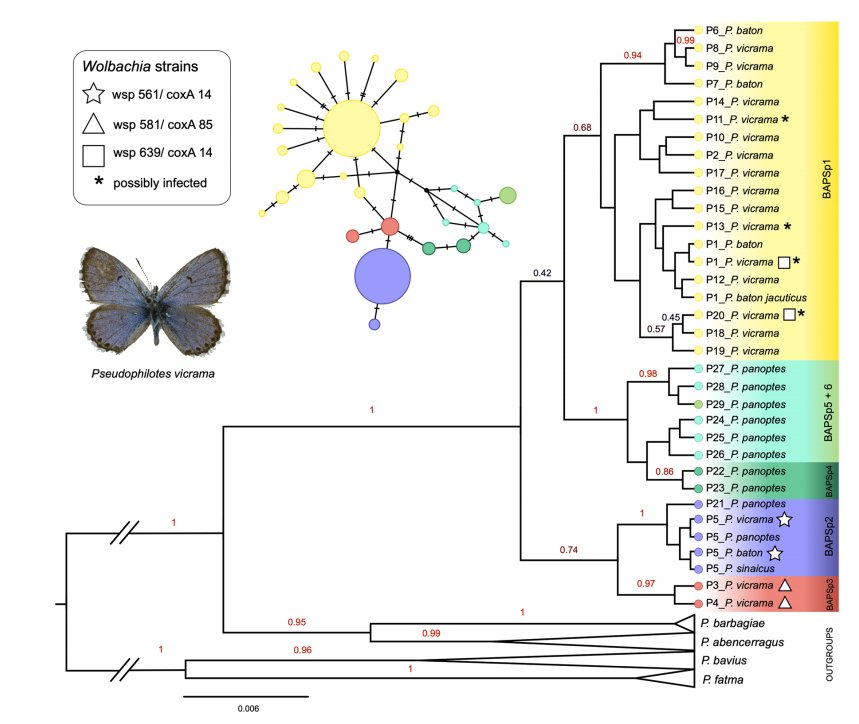 Wolbachia strains
wsp 561/ coxA 14
wsp 581/ coxA 85
wsp 639/ coxA 14
* possibly infected
Pseudophilotes vicrama
P6_P. baton
0.99
P8_P. vicrama
0.94
P9_P. vicrama
P7_P. baton
P14_P. vicrama
P11_P. vicrama *
0.68
P10_P. vicrama
P2_P. vicrama
P17_P. vicrama
BAPSp1
P16_P. vicrama
P15_P. vicrama
P13_P. vicrama *
P1_P. baton
P1_P. vicrama *
0.42
P12_P. vicrama
P1_P. baton jacuticus
P20_P. vicrama *
0.45
0.57
P18_P. vicrama
P19_P. vicrama
P27_P. panoptes
0.98
P28_P. panoptes
P29_P. panoptes
1
1
P24_P. panoptes
P25_P. panoptes
P26_P. panoptes
BAPSp5 + 6
P22_P. panoptes
0.86
P23_P. panoptes
BAPSp4
P21_P. panoptes
1
P5_P. vicrama
1
P5_P. panoptes
P5_P. baton
0.74
P5_P. sinaicus
BAPSp2
P3_P. vicrama
0.97
P4_P. vicrama
BAPSp3
1
P. barbagiae
0.95
0.99
P. abencerragus
1
0.96
P. bavius
1
P. fatma
OUTGROUPS
0.006